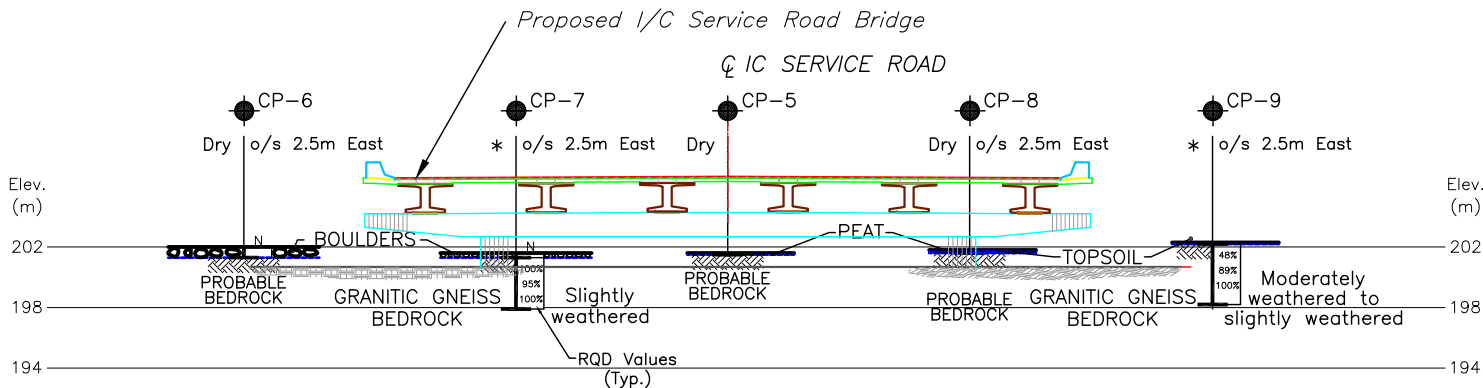 Proposed I/C Service Road Bridge
℄ IC SERVICE ROAD
CP-6
CP-7
CP-5
CP-8
CP-9
Dry o/s 2.5m East
* o/s 2.5m East
Dry
Dry o/s 2.5m East
* o/s 2.5m East
Elev.
(m)
Elev.
(m)
202
N
BOULDERS
N
PEAT
TOPSOIL
202
PROBABLE
BEDROCK
GRANITIC GNEISS
BEDROCK
100%
95%
100%
Slightly
weathered
PROBABLE
BEDROCK
PROBABLE
BEDROCK
GRANITIC GNEISS
BEDROCK
48%
89%
100%
Moderately
weathered to
slightly weathered
198
198
RQD Values
(Typ.)
194
194